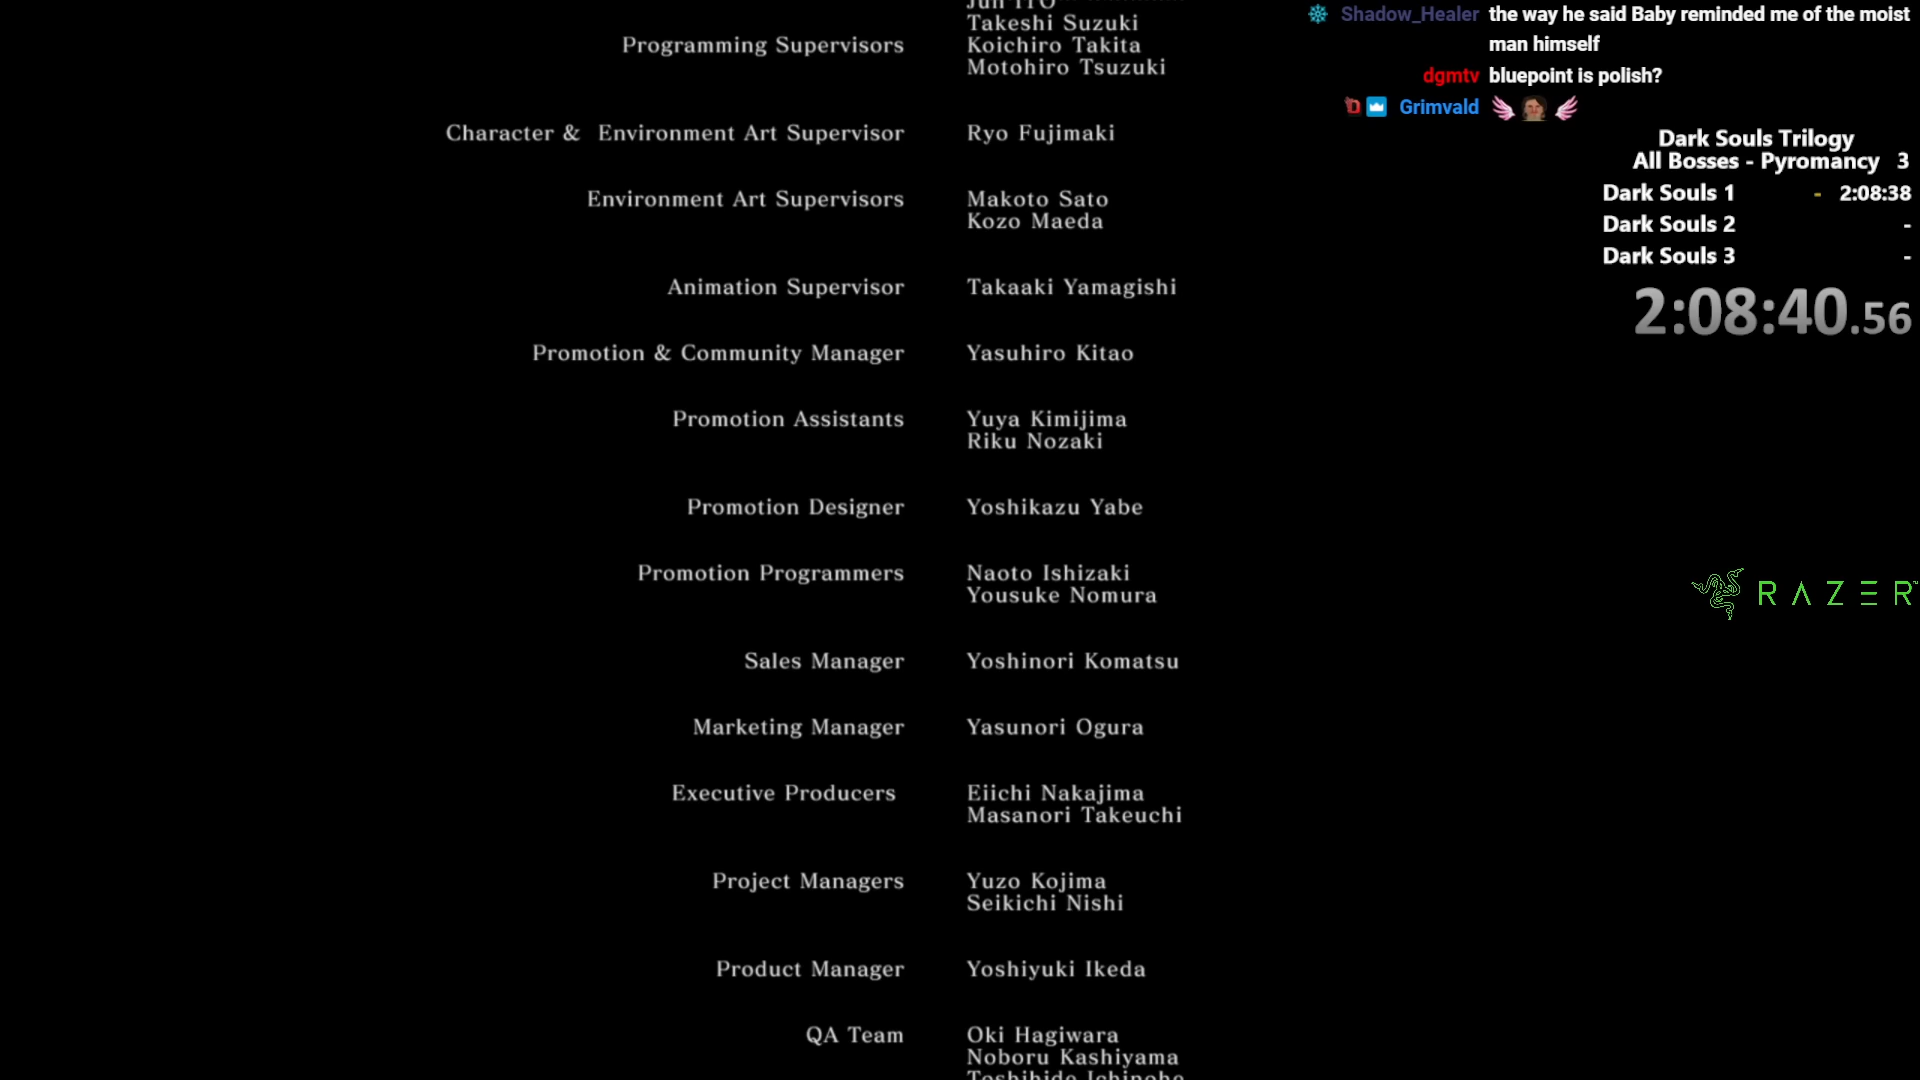 Takeshi Suzuki
Programming Supervisors Koichiro Takita
Motohiro Tsuzuki
Character & Environment Art Supervisor Ryo Fujimaki
Environment Art Supervisors Makoto Sato
Kozo Maeda
Animation Supervisor Takaaki Yamagishi
Promotion & Community Manager Yasuhiro Kitao
Promotion Assistants Yuya Kimijima
Riku Nozaki
Promotion Designer Yoshikazu Yabe
Promotion Programmers Naoto Ishizaki
Yousuke Nomura
Sales Manager Yoshinori Komatsu
Marketing Manager Yasunori Ogura
Executive Producers Eiichi Nakajima
Masanori Takeuchi
Project Managers Yuzo Kojima
Seikichi Nishi
Product Manager Yoshiyuki Ikeda
QA Team Oki Hagiwara
Noboru Kashiyama
Shadow_Healer the way he said Baby reminded me of the moist
man himself
dgmtv bluepoint is polish?
Grimvald
Dark Souls Trilogy
All Bosses - Pyromancy 3
Dark Souls 1 - 2:08:38
Dark Souls 2 -
Dark Souls 3 -
2:08:40.56
RAZER